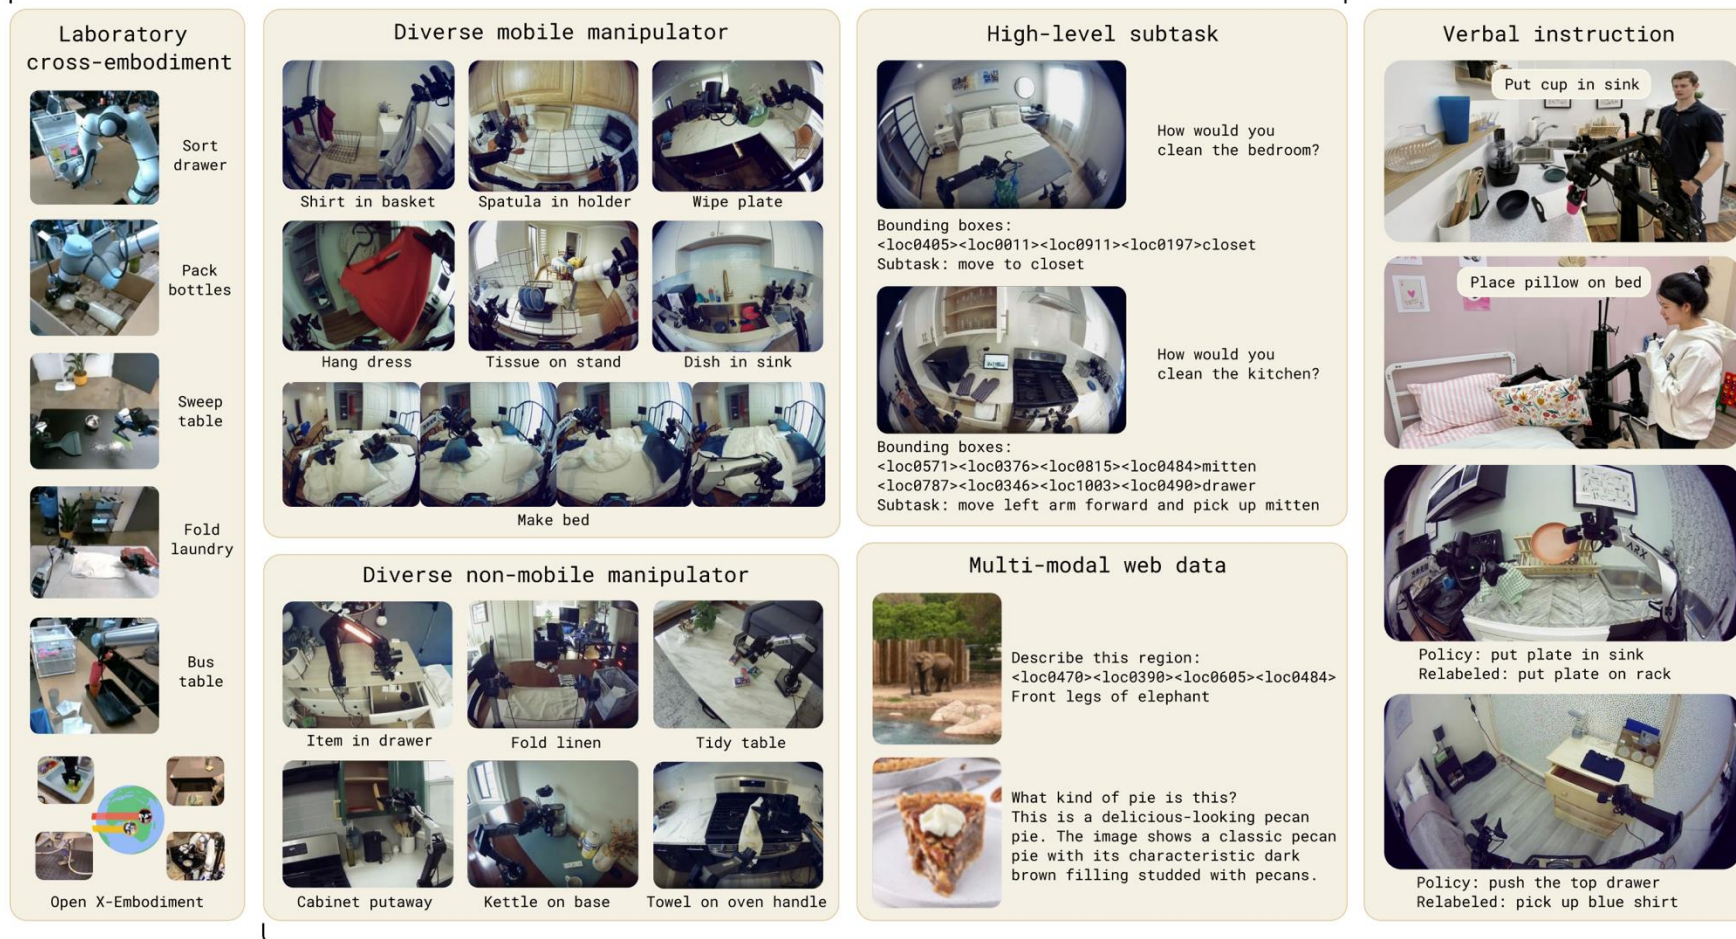 Laboratory
cross-embodiment
Sort
drawer
Pack
bottles
Sweep
table
Fold
laundry
Bus
table
Open X-Embodiment
Diverse mobile manipulator
Shirt in basket
Spatula in holder
Wipe plate
Hang dress
Tissue on stand
Dish in sink
Make bed
Diverse non-mobile manipulator
Item in drawer
Fold linen
Tidy table
Cabinet putaway
Kettle on base
Towel on oven handle
High-level subtask
How would you
clean the bedroom?
Bounding boxes:
<loc0405><loc0011><loc0911><loc0197>closet
Subtask: move to closet
How would you
clean the kitchen?
Bounding boxes:
<loc0571><loc0376><loc0815><loc0484>mitten
<loc0787><loc0346><loc1003><loc0490>drawer
Subtask: move left arm forward and pick up mitten
Multi-modal web data
Describe this region:
<loc0470><loc0390><loc0605><loc0484>
Front legs of elephant
What kind of pie is this?
This is a delicious-looking pecan
pie. The image shows a classic pecan
pie with its characteristic dark
brown filling studded with pecans.
Verbal instruction
Put cup in sink
Place pillow on bed
ARX
Policy: put plate in sink
Relabeled: put plate on rack
Policy: push the top drawer
Relabeled: pick up blue shirt